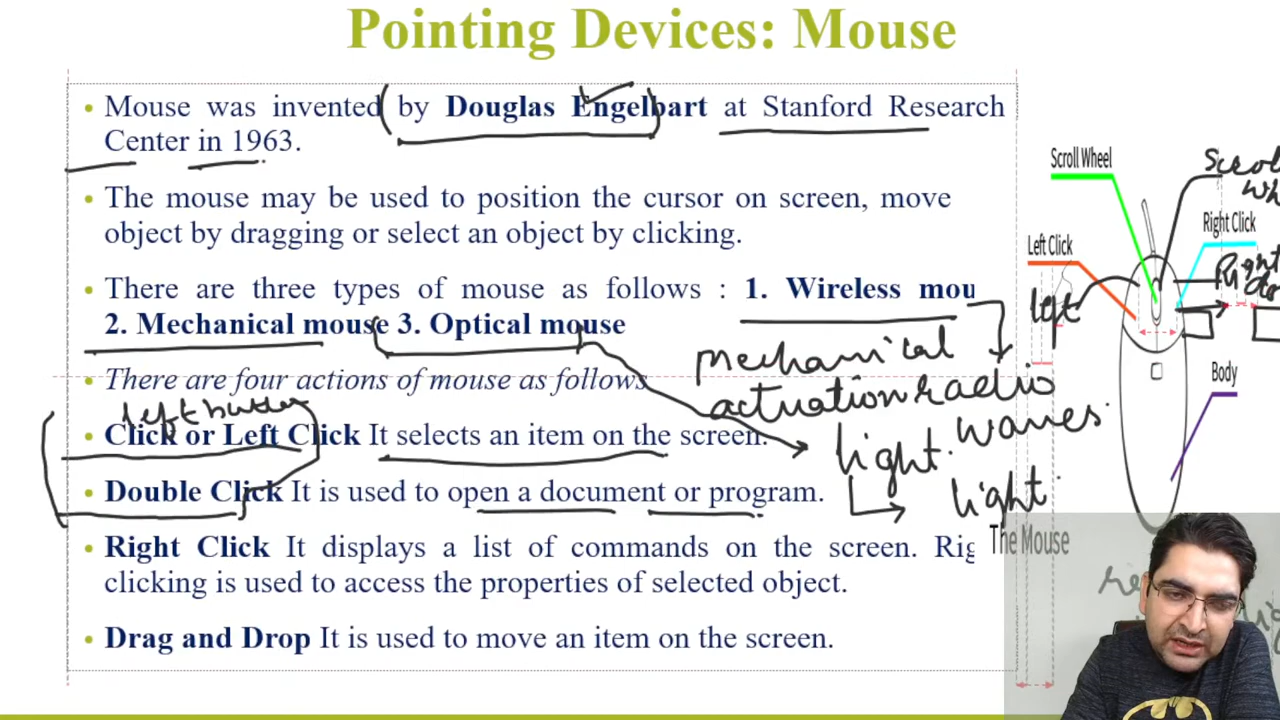 Pointing Devices: Mouse
• Mouse was invented by Douglas Engelbart at Stanford Research
Center in 1963.
• The mouse may be used to position the cursor on screen, move
object by dragging or select an object by clicking.
• There are three types of mouse as follows : 1. Wireless mou
2. Mechanical mouse 3. Optical mouse
• There are four actions of mouse as follows
left button
• Click or Left Click It selects an item on the screen.
• Double Click It is used to open a document or program.
• Right Click It displays a list of commands on the screen. Rig
clicking is used to access the properties of selected object.
• Drag and Drop It is used to move an item on the screen.
mechanical
actuation radio
light. waves
light.
Scroll Wheel
Right Click
Left Click
Right
left
Body
The Mouse